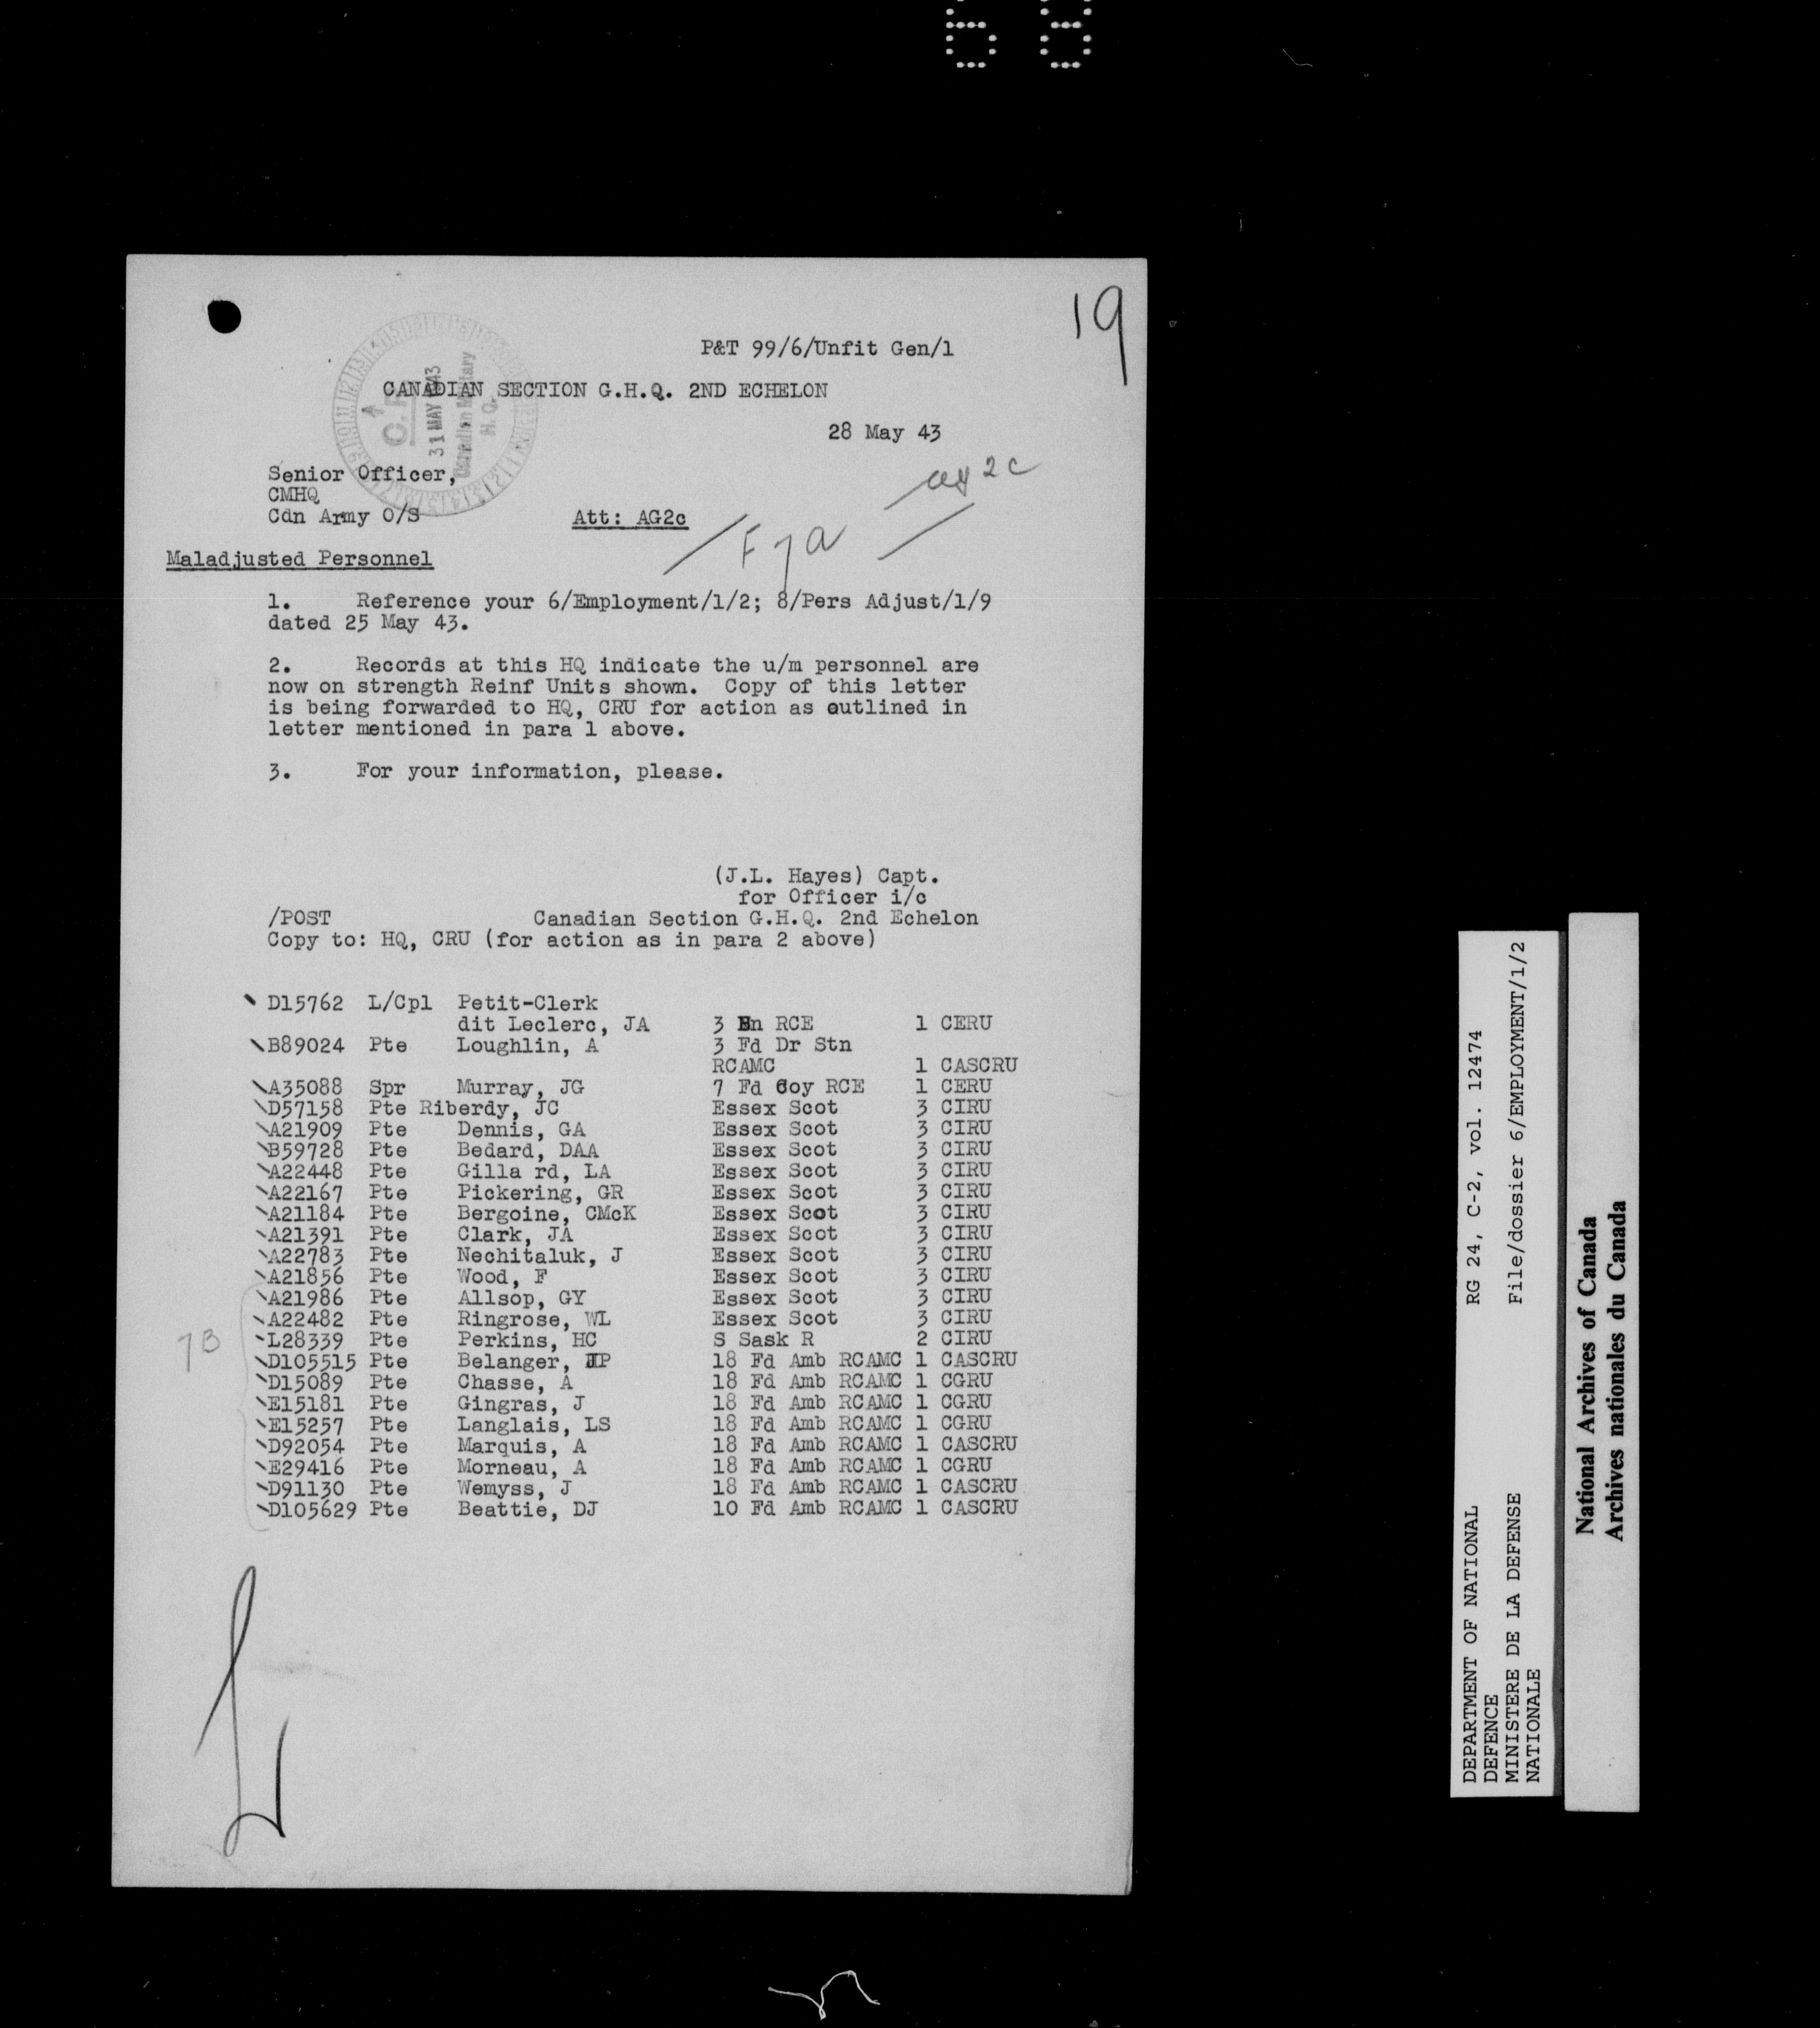 68
19
P&T 99/6/Unfit Gen/1
CANADIAN SECTION G.H.Q. 2ND ECHELON
31 MAY 1943
Canadian Military
H. Q.
28 May 43
Senior Officer,
CMHQ
Cdn Army O/S
Att: AG2c
ag 2c
F 7 a
Maladjusted Personnel
1. Reference your 6/Employment/1/2; 8/Pers Adjust/1/9
dated 25 May 43.
2. Records at this HQ indicate the u/m personnel are
now on strength Reinf Units shown. Copy of this letter
is being forwarded to HQ, CRU for action as outlined in
letter mentioned in para 1 above.
3. For your information, please.
(J.L. Hayes) Capt.
for Officer i/c
/POST Canadian Section G.H.Q. 2nd Echelon
Copy to: HQ, CRU (for action as in para 2 above)
D15762 L/Cpl Petit-Clerk
dit Leclerc, JA 3 Bn RCE 1 CERU
B89024 Pte Loughlin, A 3 Fd Dr Stn
RCAMC 1 CASCRU
A35088 Spr Murray, JG 7 Fd Coy RCE 1 CERU
D57158 Pte Riberdy, JC Essex Scot 3 CIRU
A21909 Pte Dennis, GA Essex Scot 3 CIRU
B59728 Pte Bedard, DAA Essex Scot 3 CIRU
A22448 Pte Gilla rd, LA Essex Scot 3 CIRU
A22167 Pte Pickering, GR Essex Scot 3 CIRU
A21184 Pte Bergoine, CMcK Essex Scot 3 CIRU
A21391 Pte Clark, JA Essex Scot 3 CIRU
A22783 Pte Nechitaluk, J Essex Scot 3 CIRU
A21856 Pte Wood, F Essex Scot 3 CIRU
A21986 Pte Allsop, GY Essex Scot 3 CIRU
A22482 Pte Ringrose, WL Essex Scot 3 CIRU
7B
L28339 Pte Perkins, HC S Sask R 2 CIRU
D105515 Pte Belanger, JP 18 Fd Amb RCAMC 1 CASCRU
D15089 Pte Chasse, A 18 Fd Amb RCAMC 1 CGRU
E15181 Pte Gingras, J 18 Fd Amb RCAMC 1 CGRU
E15257 Pte Langlais, LS 18 Fd Amb RCAMC 1 CGRU
D92054 Pte Marquis, A 18 Fd Amb RCAMC 1 CASCRU
E29416 Pte Morneau, A 18 Fd Amb RCAMC 1 CGRU
D91130 Pte Wemyss, J 18 Fd Amb RCAMC 1 CASCRU
D105629 Pte Beattie, DJ 10 Fd Amb RCAMC 1 CASCRU
DEPARTMENT OF NATIONAL RG 24, C-2, vol. 12474
DEFENCE
MINISTERE DE LA DEFENSE File/dossier 6/EMPLOYMENT/1/2
NATIONALE
National Archives of Canada
Archives nationales du Canada